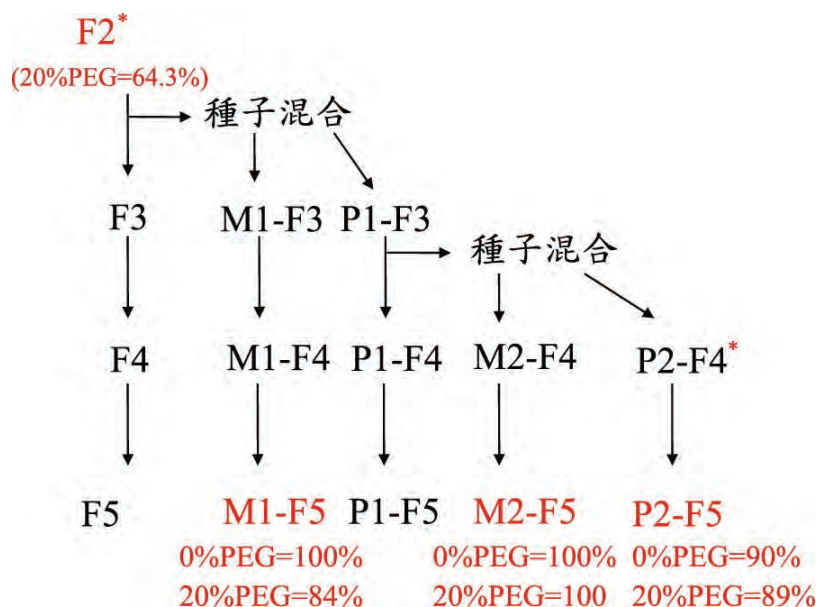 F2*
(20%PEG=64.3%)
種子混合
F3 M1-F3 P1-F3
種子混合
F4 M1-F4 P1-F4 M2-F4 P2-F4*
F5 M1-F5 P1-F5 M2-F5 P2-F5
0%PEG=100% 0%PEG=100% 0%PEG=90%
20%PEG=84% 20%PEG=100 20%PEG=89%